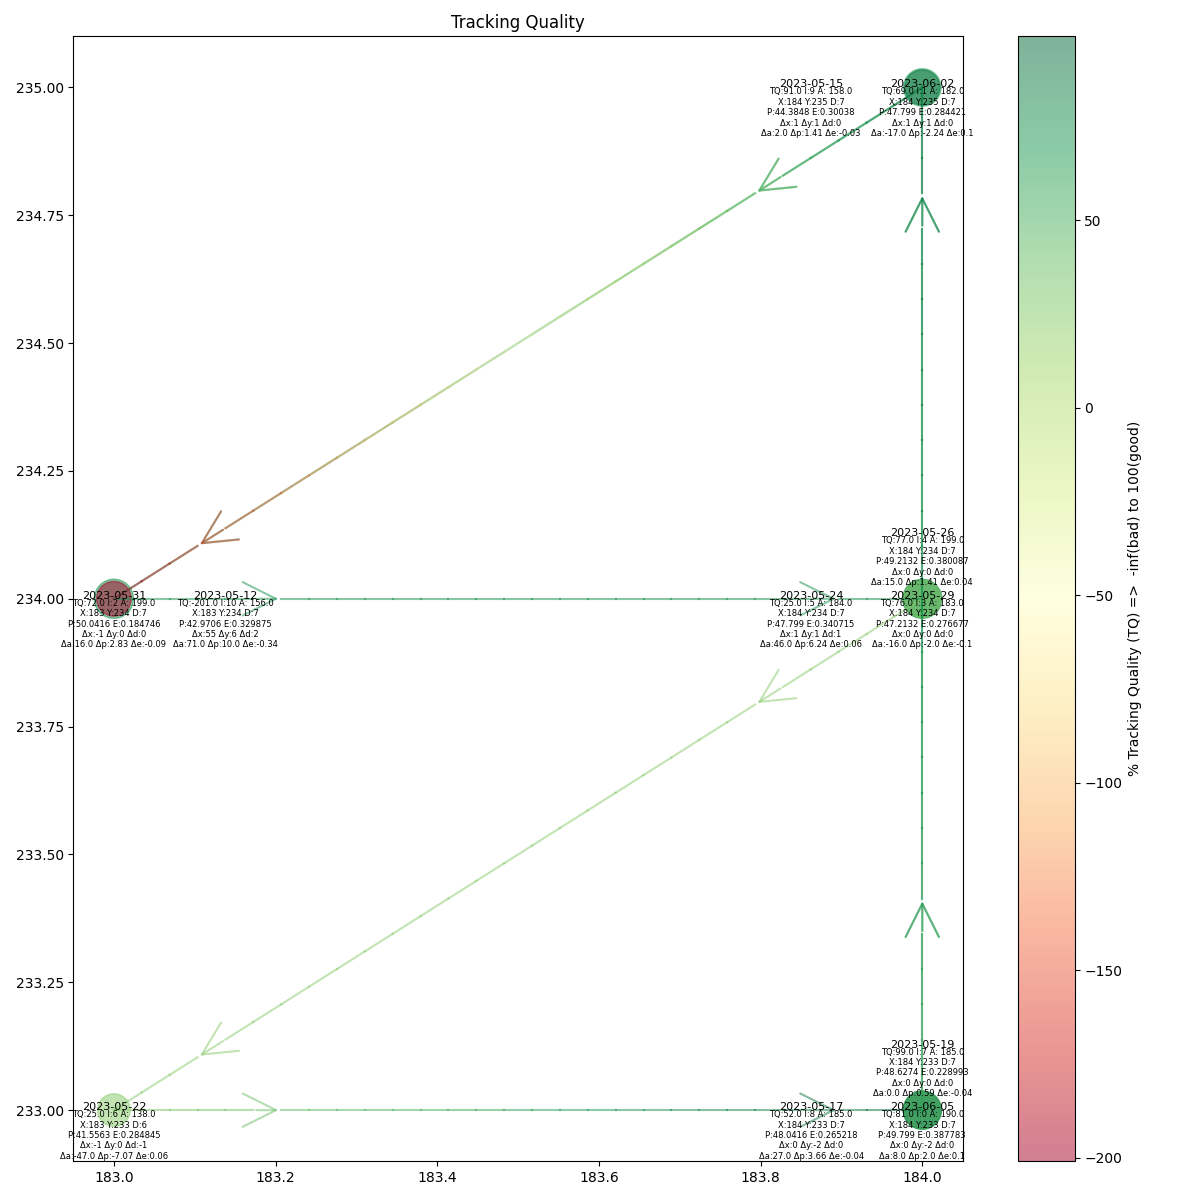 Tracking Quality
235.00
234.75
234.50
234.25
234.00
233.75
233.50
233.25
233.00
183.0
183.2
183.4
183.6
183.8
184.0
2023-05-15
TQ:91.0 I:9 A: 158.0
X:184 Y:235 D:7
P:44.3848 E:0.30038
Δx:1 Δy:1 Δd:0
Δa:2.0 Δp:1.41 Δe:-0.03
2023-06-02
TQ:69.0 I:1 A: 182.0
X:184 Y:235 D:7
P:47.799 E:0.284421
Δx:1 Δy:1 Δd:0
Δa:-17.0 Δp:-2.24 Δe:0.1
2023-05-26
TQ:77.0 I:4 A: 199.0
X:184 Y:234 D:7
P:49.2132 E:0.380087
Δx:0 Δy:0 Δd:0
Δa:15.0 Δp:1.41 Δe:0.04
2023-05-31
TQ:72.0 I:2 A: 199.0
X:183 Y:234 D:7
P:50.0416 E:0.184746
Δx:-1 Δy:0 Δd:0
Δa:16.0 Δp:2.83 Δe:-0.09
2023-05-12
TQ:-201.0 I:10 A: 156.0
X:183 Y:234 D:7
P:42.9706 E:0.329875
Δx:55 Δy:6 Δd:2
Δa:71.0 Δp:10.0 Δe:-0.34
2023-05-24
TQ:25.0 I:5 A: 184.0
X:184 Y:234 D:7
P:47.799 E:0.340715
Δx:1 Δy:1 Δd:1
Δa:46.0 Δp:6.24 Δe:0.06
2023-05-29
TQ:76.0 I:3 A: 183.0
X:184 Y:234 D:7
P:47.2132 E:0.276677
Δx:0 Δy:0 Δd:0
Δa:-16.0 Δp:-2.0 Δe:-0.1
2023-05-19
TQ:99.0 I:7 A: 185.0
X:184 Y:233 D:7
P:48.6274 E:0.228993
Δx:0 Δy:0 Δd:0
Δa:0.0 Δp:0.59 Δe:-0.04
2023-05-22
TQ:25.0 I:6 A: 138.0
X:183 Y:233 D:6
P:41.5563 E:0.284845
Δx:-1 Δy:0 Δd:-1
Δa:-47.0 Δp:-7.07 Δe:0.06
2023-05-17
TQ:52.0 I:8 A: 185.0
X:184 Y:233 D:7
P:48.0416 E:0.265218
Δx:0 Δy:-2 Δd:0
Δa:27.0 Δp:3.66 Δe:-0.04
2023-06-05
TQ:81.0 I:0 A: 190.0
X:184 Y:233 D:7
P:49.799 E:0.387783
Δx:0 Δy:-2 Δd:0
Δa:8.0 Δp:2.0 Δe:0.1
50
0
−50
−100
−150
−200
% Tracking Quality (TQ) => -inf(bad) to 100(good)